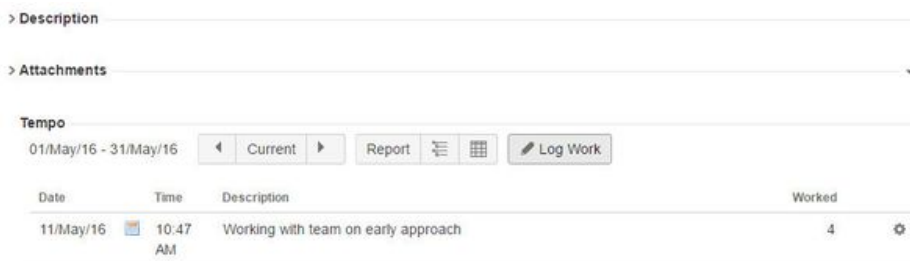 Description
Attachments
Tempo
01/May/16 - 31/May/16 Current Report Log Work
Date Time Description Worked
11/May/16 10:47 Working with team on early approach 4
AM